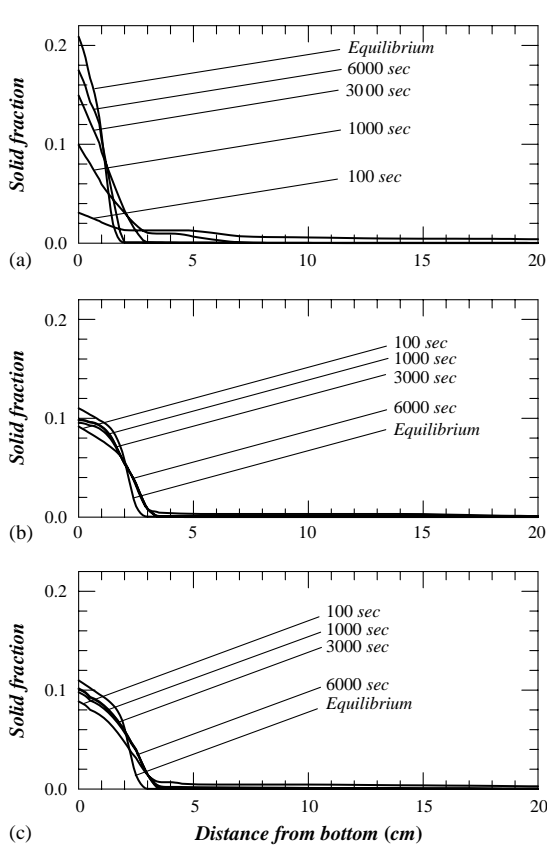 0.2
0.1
0.0
Solid fraction
Equilibrium
6000 sec
3000 sec
1000 sec
100 sec
0 5 10 15 20
(a)
0.2
0.1
0.0
Solid fraction
100 sec
1000 sec
3000 sec
6000 sec
Equilibrium
0 5 10 15 20
(b)
0.2
0.1
0.0
Solid fraction
100 sec
1000 sec
3000 sec
6000 sec
Equilibrium
0 5 10 15 20
(c)
Distance from bottom (cm)